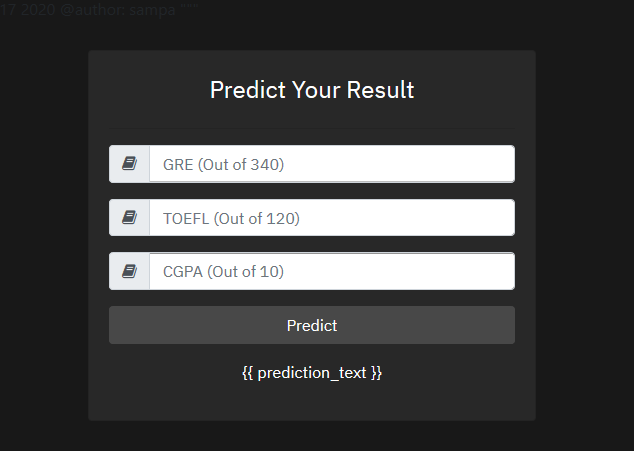 17 2020 @author: sampa """
Predict Your Result
GRE (Out of 340)
TOEFL (Out of 120)
CGPA (Out of 10)
Predict
{{ prediction_text }}